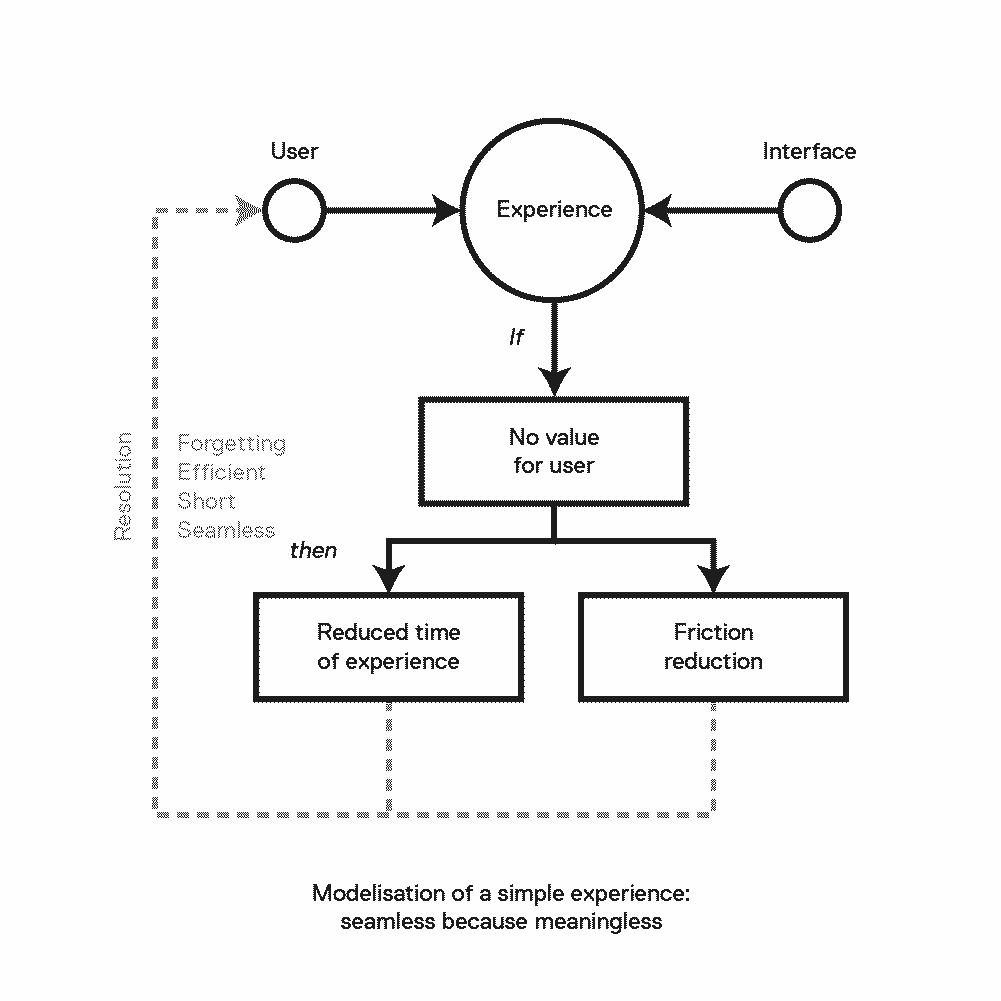 User
Interface
Experience
If
No value
for user
Resolution
Forgetting
Efficient
Short
Seamless
then
Reduced time
of experience
Friction
reduction
Modelisation of a simple experience:
seamless because meaningless